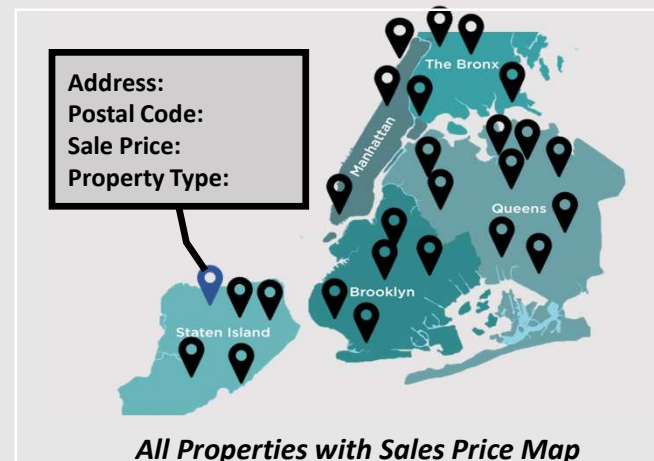 Address:
Postal Code:
Sale Price:
Property Type:
The Bronx
Manhattan
Queens
Brooklyn
Staten Island
All Properties with Sales Price Map